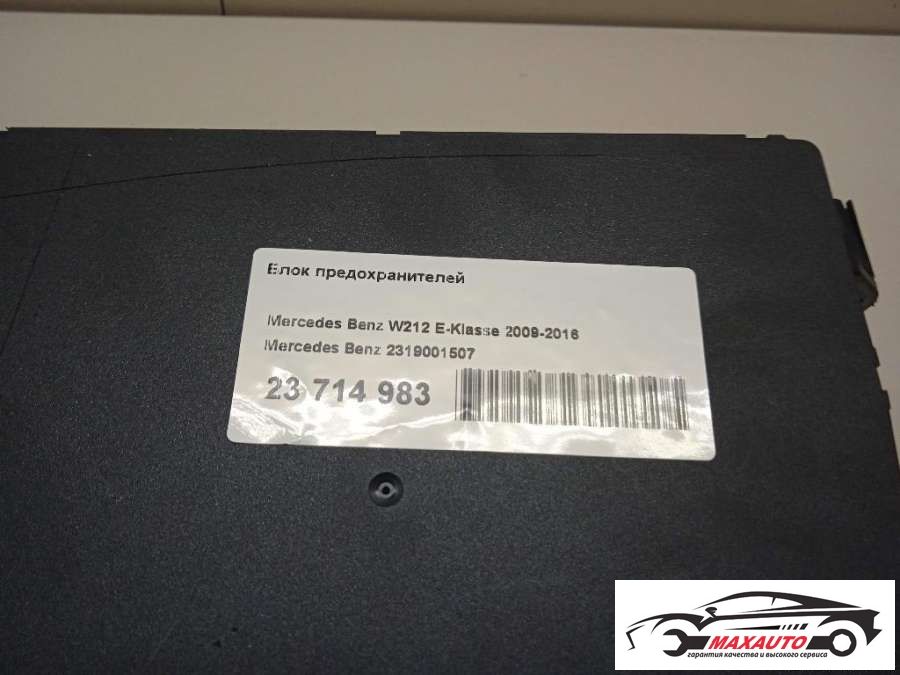 Блок предохранителей
Mercedes Benz W212 E-Klasse 2009-2016
Mercedes Benz 2319001507
23 714 983
MAXAUTO
гарантия качества и высокого сервиса